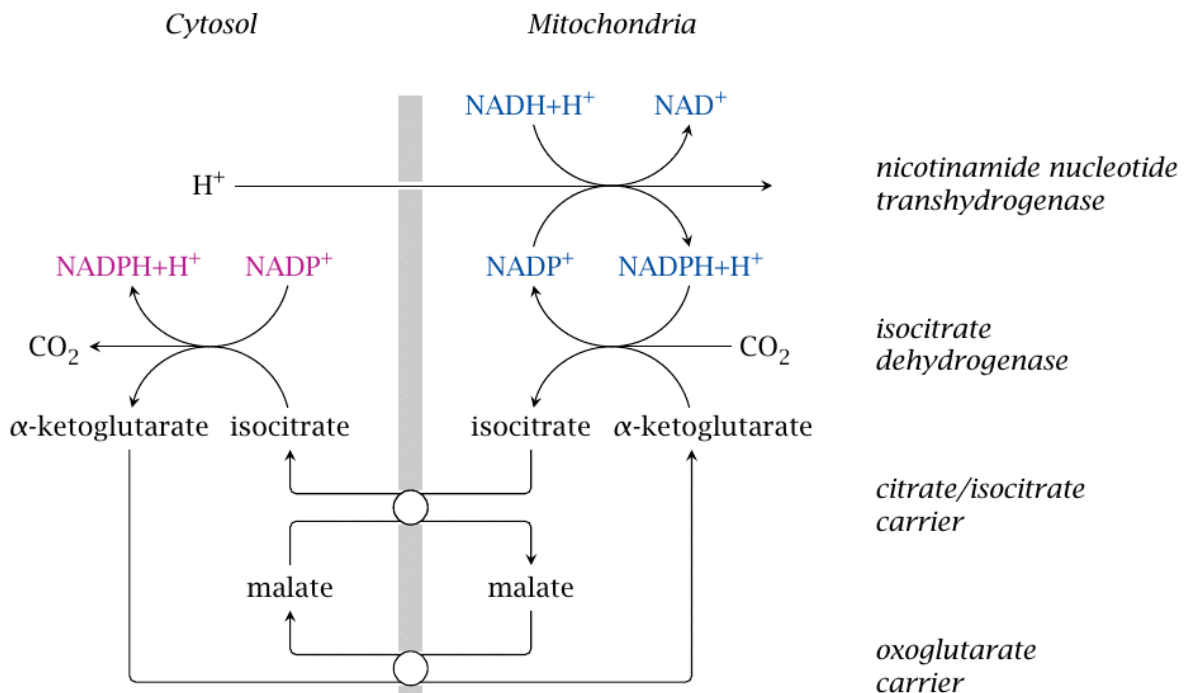 Cytosol
Mitochondria
NADH+H⁺
NAD⁺
H⁺
nicotinamide nucleotide
transhydrogenase
NADPH+H⁺
NADP⁺
NADP⁺
NADPH+H⁺
CO₂
CO₂
isocitrate
dehydrogenase
α-ketoglutarate
isocitrate
isocitrate
α-ketoglutarate
citrate/isocitrate
carrier
malate
malate
oxoglutarate
carrier